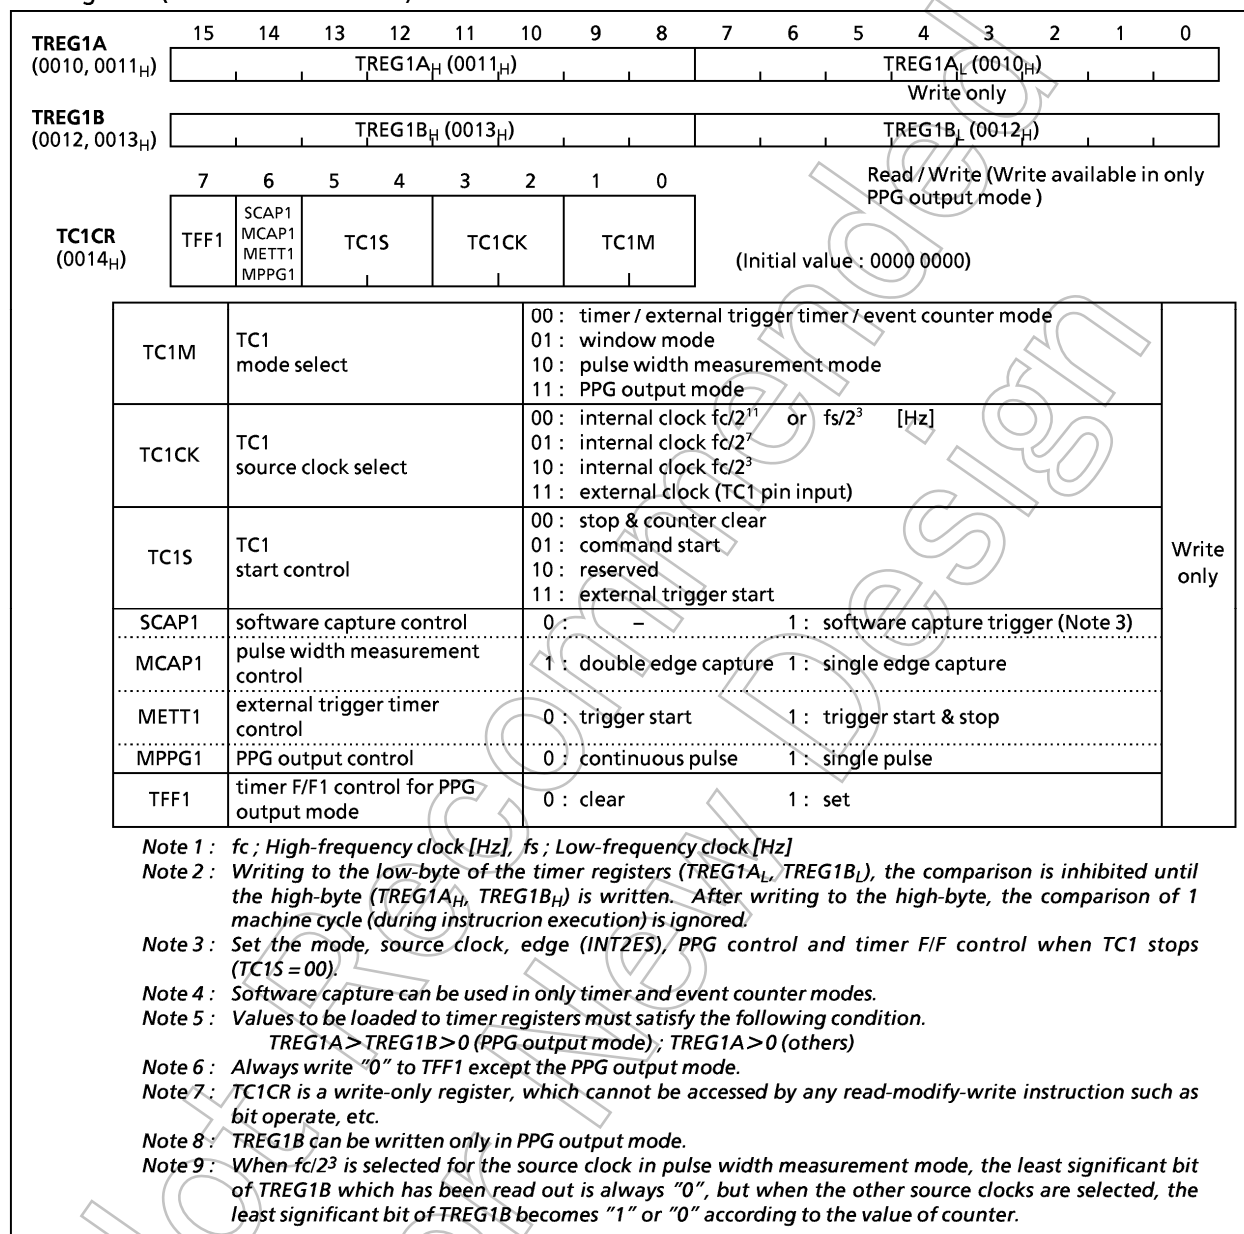 15 14 13 12 11 10 9 8 7 6 5 4 3 2 1 0
TREG1A
(0010, 0011H)
TREG1AH (0011H) TREG1AL (0010H)
Write only
TREG1B
(0012, 0013H)
TREG1BH (0013H) TREG1BL (0012H)
Read / Write (Write available in only
PPG output mode )
7 6 5 4 3 2 1 0
TC1CR
(0014H)
TFF1
SCAP1
MCAP1
METT1
MPPG1
TC1S TC1CK TC1M
(Initial value : 0000 0000)
TC1M
TC1
mode select
00 : timer / external trigger timer / event counter mode
01 : window mode
10 : pulse width measurement mode
11 : PPG output mode
TC1CK
TC1
source clock select
00 : internal clock fc/2¹¹ or fs/2³ [Hz]
01 : internal clock fc/2⁷
10 : internal clock fc/2³
11 : external clock (TC1 pin input)
TC1S
TC1
start control
00 : stop & counter clear
01 : command start
10 : reserved
11 : external trigger start
Write
only
SCAP1 software capture control 0 : – 1 : software capture trigger (Note 3)
MCAP1
pulse width measurement
control
1 : double edge capture 1 : single edge capture
METT1
external trigger timer
control
0 : trigger start 1 : trigger start & stop
MPPG1 PPG output control 0 : continuous pulse 1 : single pulse
TFF1
timer F/F1 control for PPG
output mode
0 : clear 1 : set
Note 1 : fc ; High-frequency clock [Hz], fs ; Low-frequency clock [Hz]
Note 2 : Writing to the low-byte of the timer registers (TREG1AL, TREG1BL), the comparison is inhibited until
the high-byte (TREG1AH, TREG1BH) is written. After writing to the high-byte, the comparison of 1
machine cycle (during instrucrion execution) is ignored.
Note 3 : Set the mode, source clock, edge (INT2ES), PPG control and timer F/F control when TC1 stops
(TC1S = 00).
Note 4 : Software capture can be used in only timer and event counter modes.
Note 5 : Values to be loaded to timer registers must satisfy the following condition.
TREG1A > TREG1B > 0 (PPG output mode) ; TREG1A > 0 (others)
Note 6 : Always write "0" to TFF1 except the PPG output mode.
Note 7 : TC1CR is a write-only register, which cannot be accessed by any read-modify-write instruction such as
bit operate, etc.
Note 8 : TREG1B can be written only in PPG output mode.
Note 9 : When fc/2³ is selected for the source clock in pulse width measurement mode, the least significant bit
of TREG1B which has been read out is always "0", but when the other source clocks are selected, the
least significant bit of TREG1B becomes "1" or "0" according to the value of counter.